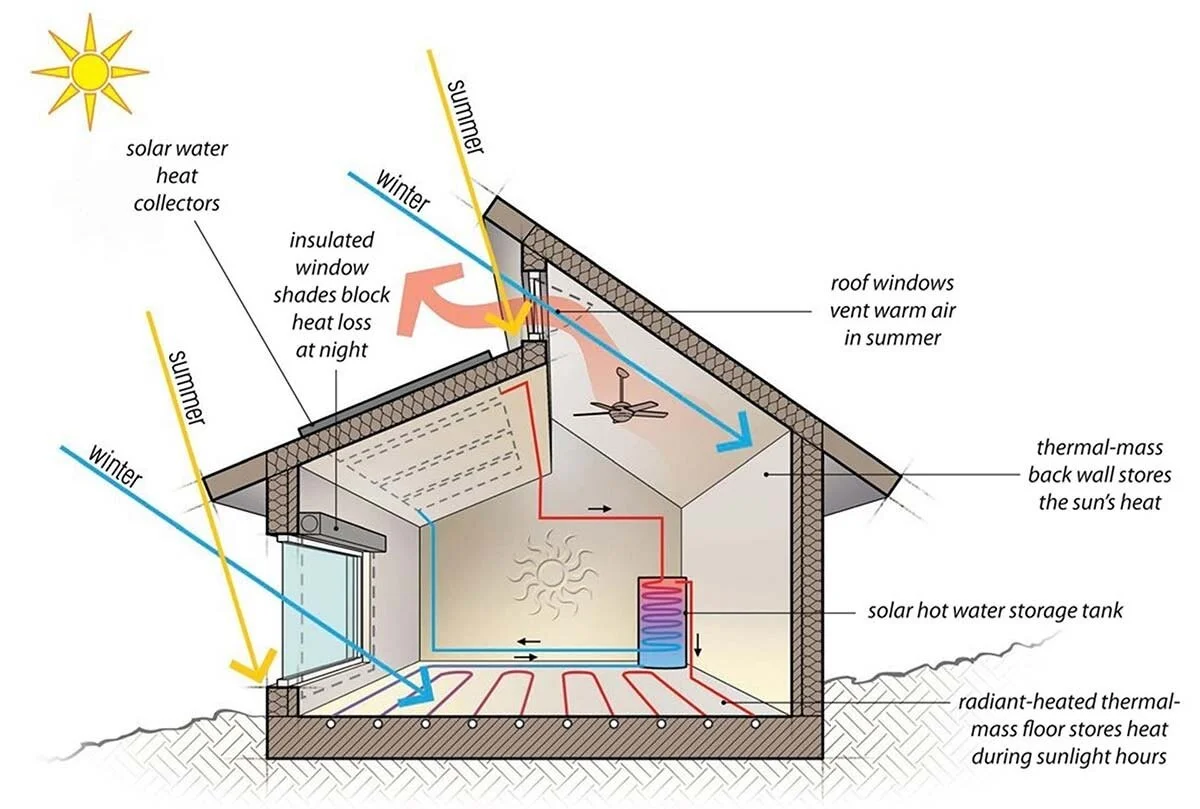 summer
solar water
heat
collectors
winter
insulated
window
shades block
heat loss
at night
roof windows
vent warm air
in summer
summer
winter
thermal-mass
back wall stores
the sun's heat
solar hot water storage tank
radiant-heated thermal-
mass floor stores heat
during sunlight hours